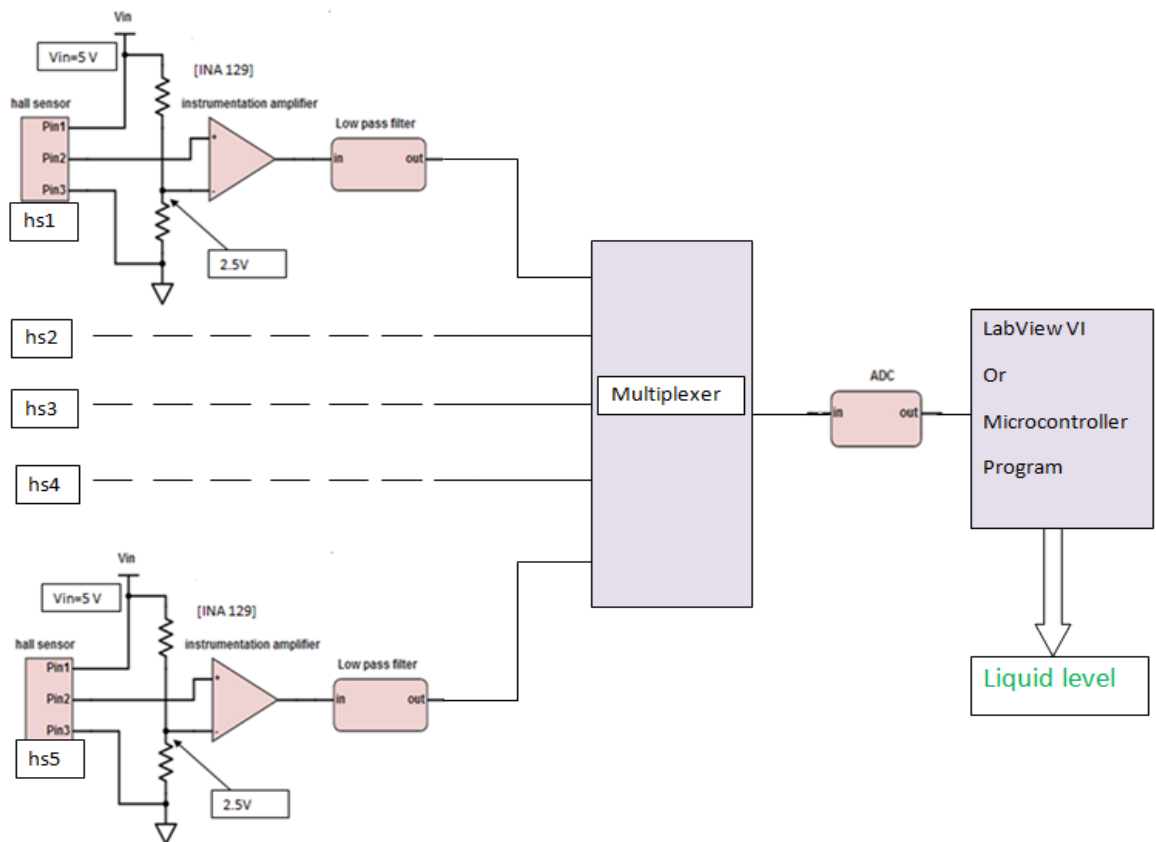 Vin
Vin=5 V
[INA 129]
hall sensor
instrumentation amplifier
Low pass filter
Pin1
Pin2
Pin3
+
-
in
out
hs1
2.5V
hs2
hs3
hs4
Multiplexer
ADC
in
out
LabView VI
Or
Microcontroller
Program
Vin
Vin=5 V
[INA 129]
hall sensor
instrumentation amplifier
Low pass filter
Pin1
Pin2
Pin3
+
-
in
out
hs5
2.5V
Liquid level